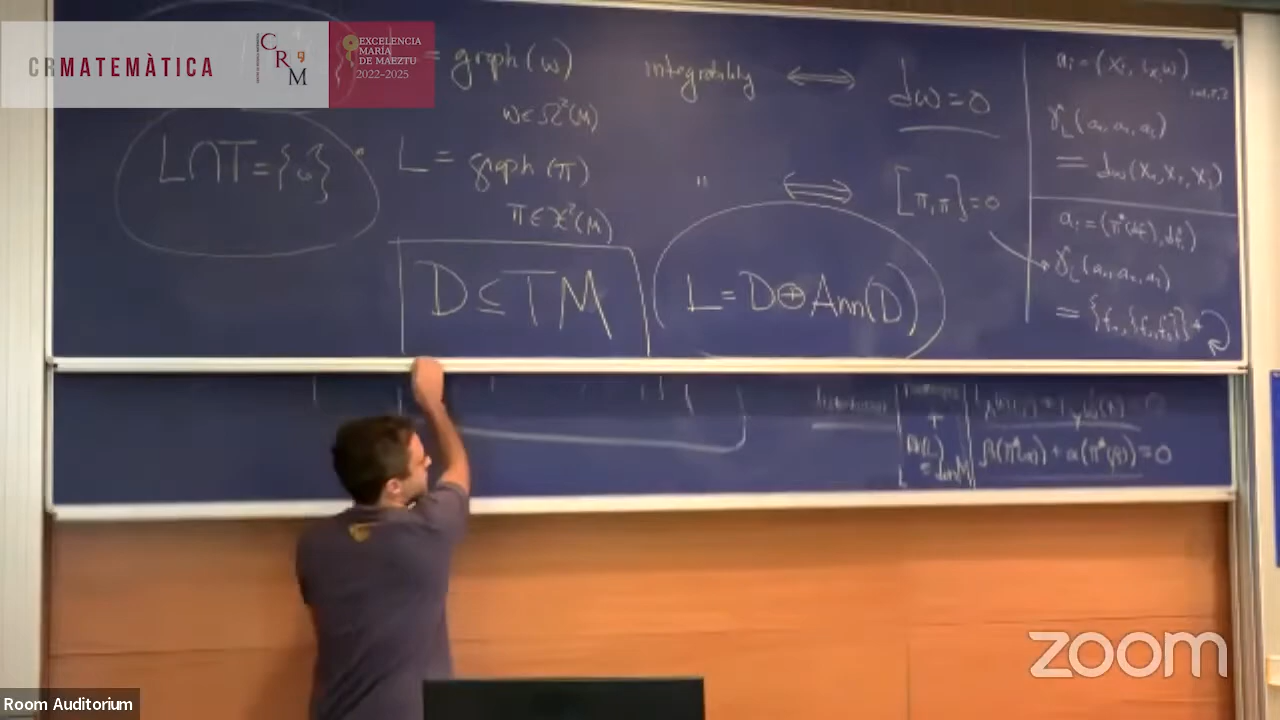 CRMATEMÀTICA
CRM
EXCELENCIA
MARÍA
DE MAEZTU
2022-2025
= graph(ω)
integrability ⟺ dω=0
ω∈Ω²(M)
L∩T={0}
L = graph(π)
" ⟺ [π,π]=0
π∈𝔛²(M)
D⊆TM
L=D⊕Ann(D)
aᵢ=(Xᵢ, i_{Xᵢ}ω)
γ_L(a₁,a₂,a₃)
= dω(X₁,X₂,X₃)
aᵢ=(π#(dfᵢ),dfᵢ)
γ_L(a₁,a₂,a₃)
= {f₁,{f₂,f₃}}+
β(π#(α))+α(π#(β))=0
zoom
Room Auditorium